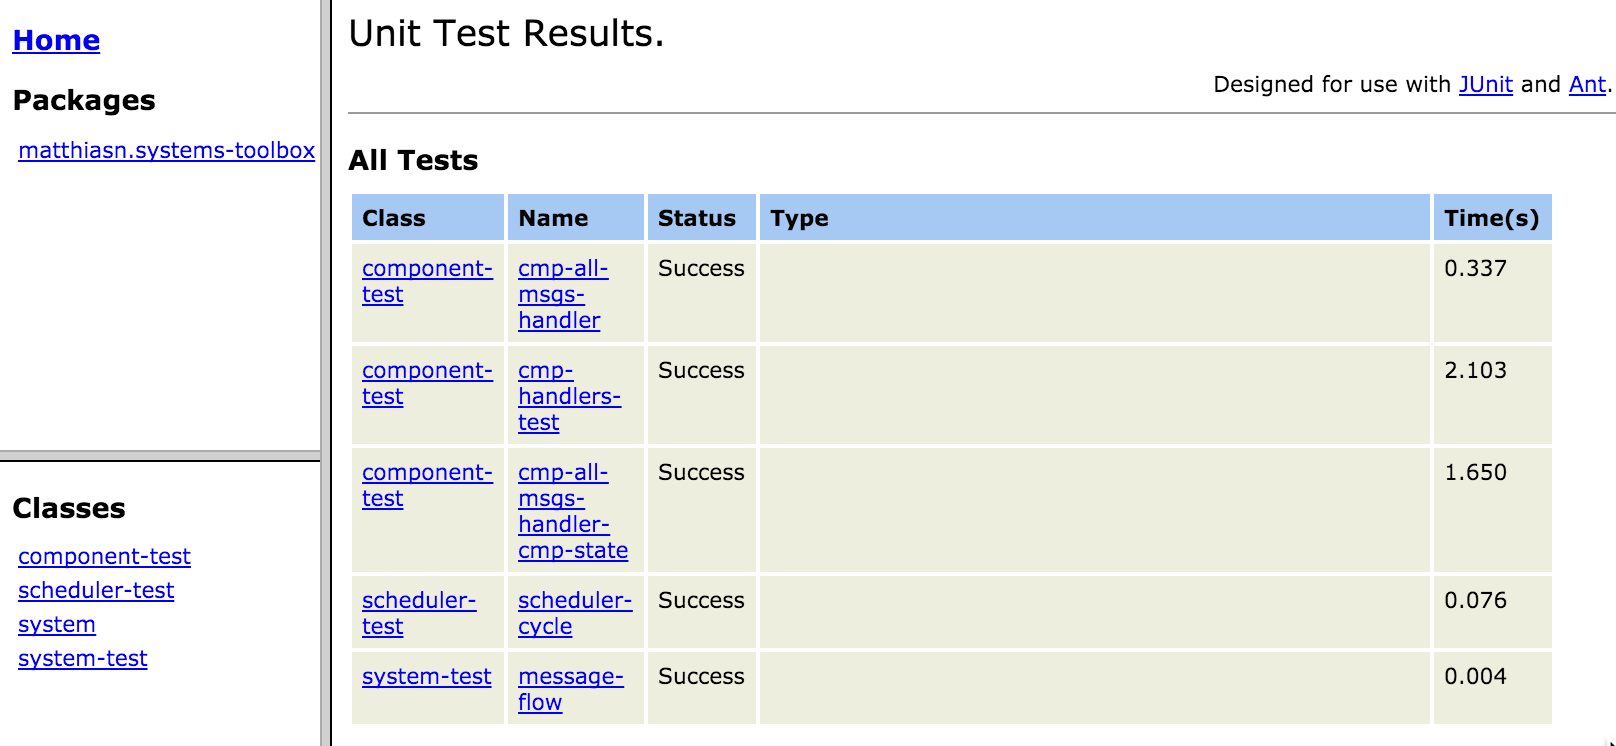 Home
Packages
matthiasn.systems-toolbox
Classes
component-test
scheduler-test
system
system-test
Unit Test Results.
Designed for use with JUnit and Ant.
All Tests
Class Name Status Type Time(s)
component-
test
cmp-all-
msgs-
handler
Success
0.337
component-
test
cmp-
handlers-
test
Success
2.103
component-
test
cmp-all-
msgs-
handler-
cmp-state
Success
1.650
scheduler-
test
scheduler-
cycle
Success
0.076
system-test
message-
flow
Success
0.004